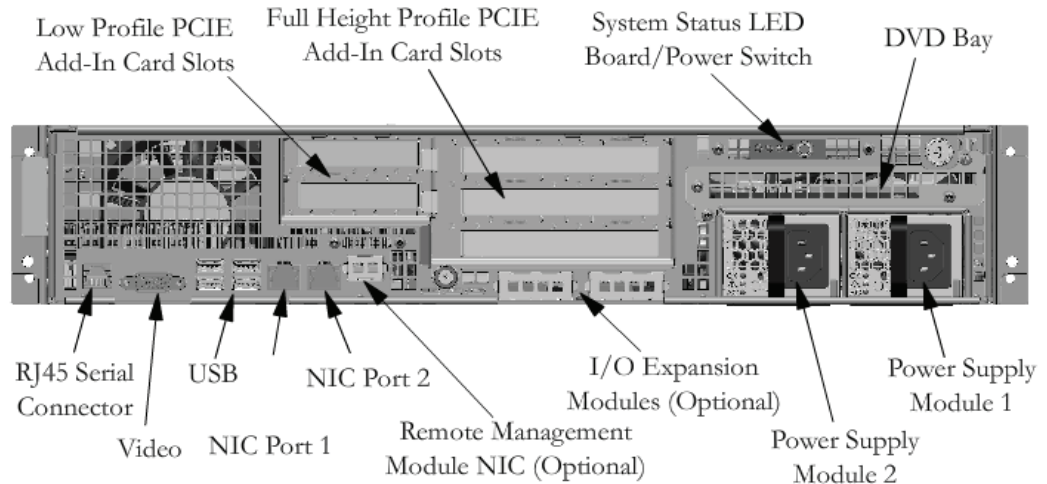 Low Profile PCIE
Add-In Card Slots
Full Height Profile PCIE
Add-In Card Slots
System Status LED
Board/Power Switch
DVD Bay
RJ45 Serial
Connector
Video
USB
NIC Port 1
NIC Port 2
Remote Management
Module NIC (Optional)
I/O Expansion
Modules (Optional)
Power Supply
Module 2
Power Supply
Module 1